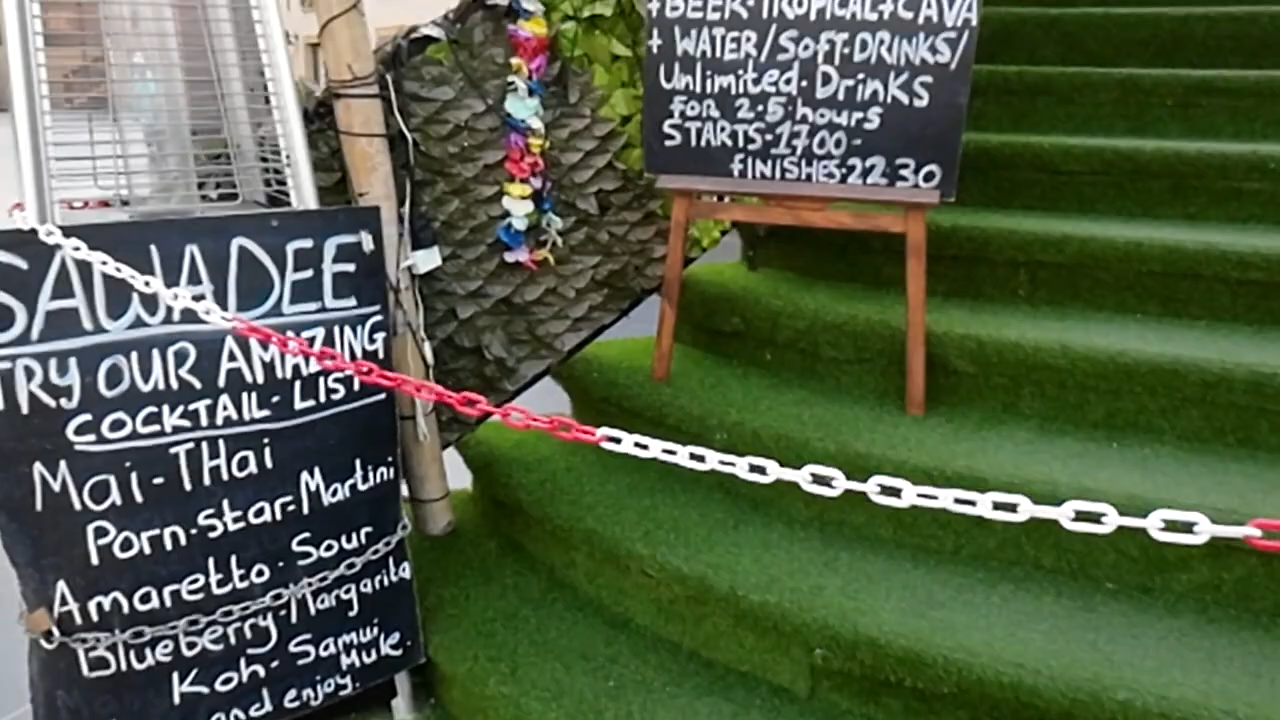 SAWADEE"
TRY OUR AMAZING
COCKTAIL-LIST
Mai-THai
Porn-Star-Martini
Amaretto-Sour
Blueberry-Margarita
Koh-Samui
Mule.
and enjoy.
+BEER-TROPICAL+CAVA
+ WATER/SOFT-DRINKS/
Unlimited-Drinks
for 2.5 hours
STARTS-1700-
FINISHES-22.30